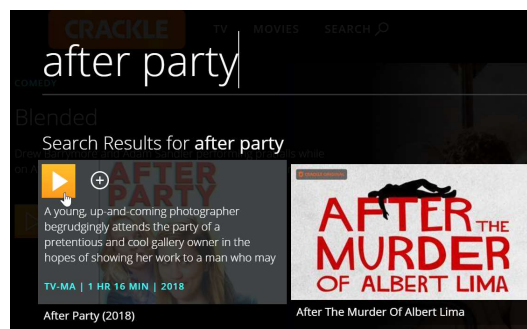 CRACKLE TV MOVIES SEARCH
after party
COMEDY
Blended
Search Results for after party
AFTER
PARTY
A young, up-and-coming photographer
begrudgingly attends the party of a
pretentious and cool gallery owner in the
hopes of showing her work to a man who may
TV-MA | 1 HR 16 MIN | 2018
After Party (2018)
AFTER THE
MURDER
OF ALBERT LIMA
After The Murder Of Albert Lima